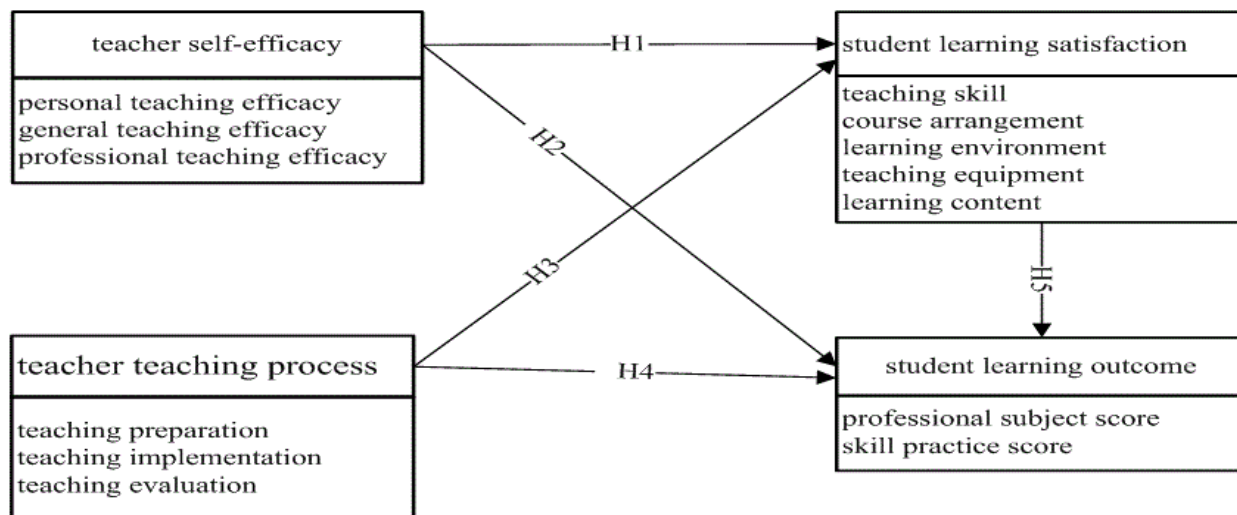 teacher self-efficacy
personal teaching efficacy
general teaching efficacy
professional teaching efficacy
H1
H2
H3
H4
student learning satisfaction
teaching skill
course arrangement
learning environment
teaching equipment
learning content
H5
teacher teaching process
teaching preparation
teaching implementation
teaching evaluation
student learning outcome
professional subject score
skill practice score